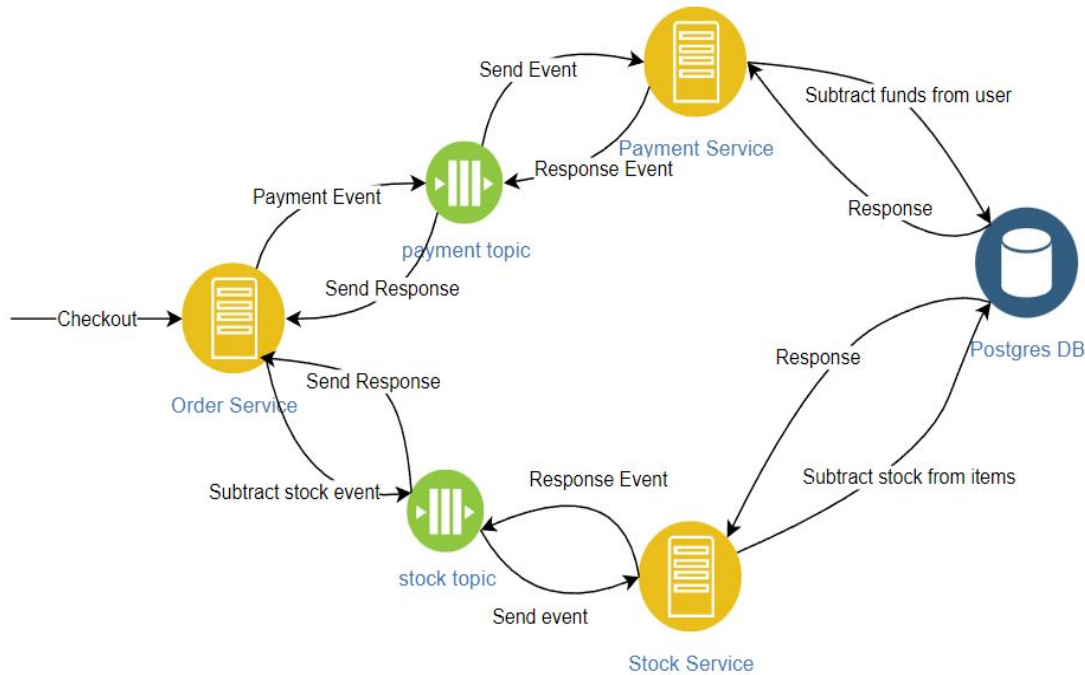 Send Event
Subtract funds from user
Payment Service
Response Event
Payment Event
Response
payment topic
Send Response
Checkout
Postgres DB
Response
Send Response
Order Service
Response Event
Subtract stock from items
Subtract stock event
stock topic
Send event
Stock Service